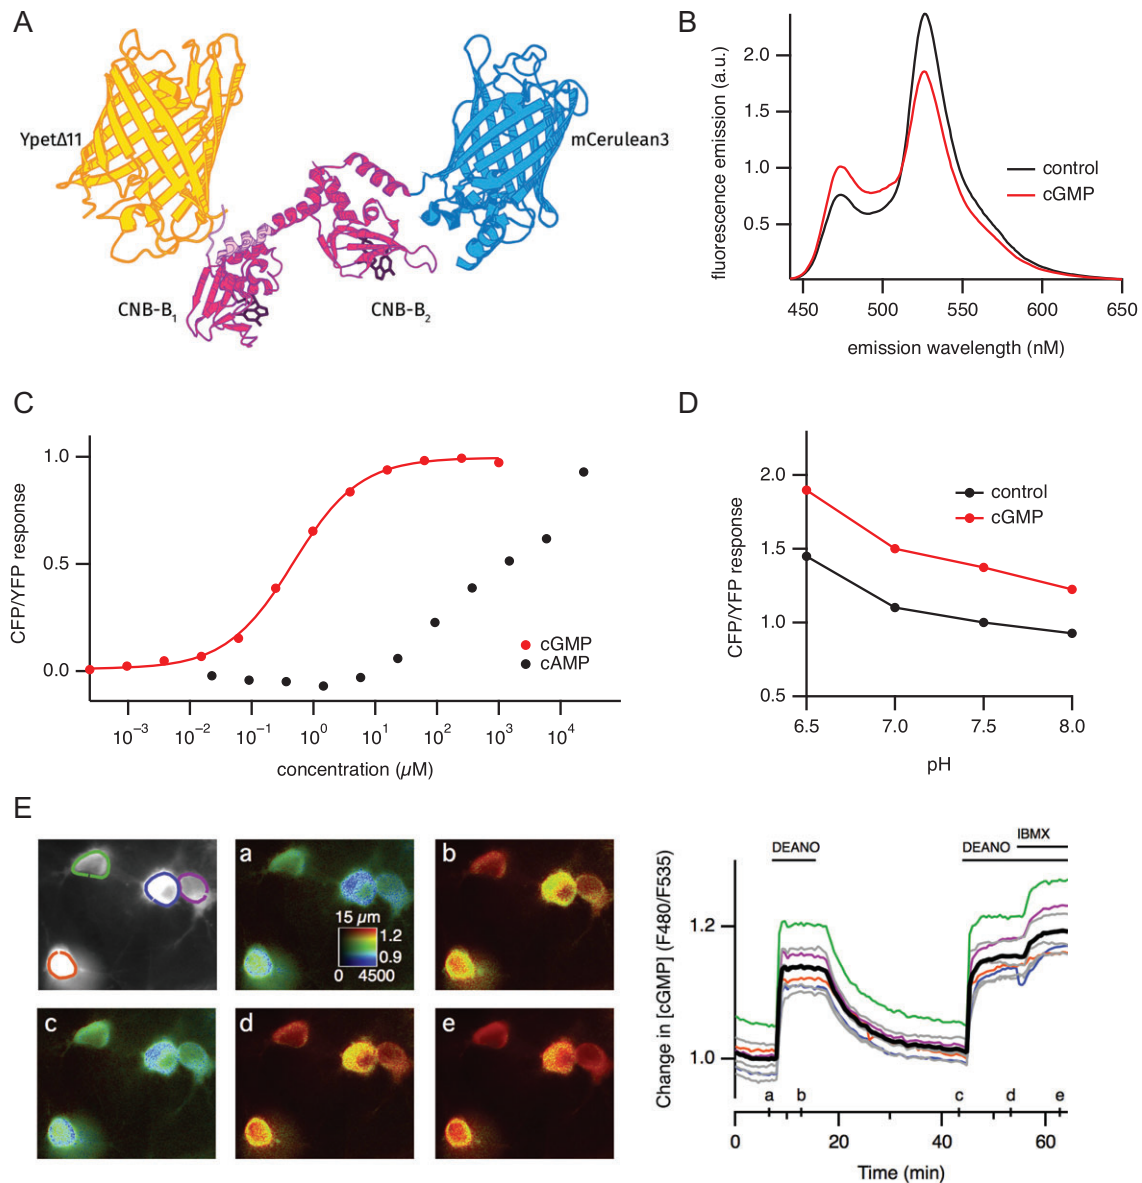 A
YpetΔ11
mCerulean3
CNB-B₁
CNB-B₂
B
fluorescence emission (a.u.)
2.0
1.5
1.0
0.5
control
cGMP
450 500 550 600 650
emission wavelength (nM)
C
CFP/YFP response
1.0
0.5
0.0
cGMP
cAMP
10⁻³ 10⁻² 10⁻¹ 10⁰ 10¹ 10² 10³ 10⁴
concentration (µM)
D
CFP/YFP response
2.0
1.5
1.0
0.5
control
cGMP
6.5 7.0 7.5 8.0
pH
E
a
15 µm
1.2
0.9
0 4500
b
c
d
e
Change in [cGMP] (F480/F535)
IBMX
DEANO DEANO
1.2
1.0
a b c d e
0 20 40 60
Time (min)